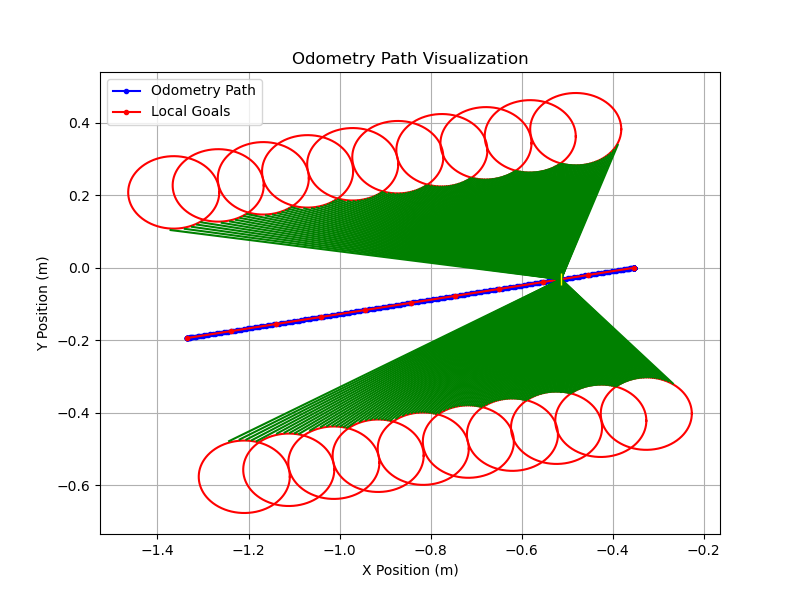 Odometry Path Visualization
Odometry Path
Local Goals
0.4
0.2
0.0
−0.2
−0.4
−0.6
Y Position (m)
−1.4
−1.2
−1.0
−0.8
−0.6
−0.4
−0.2
X Position (m)